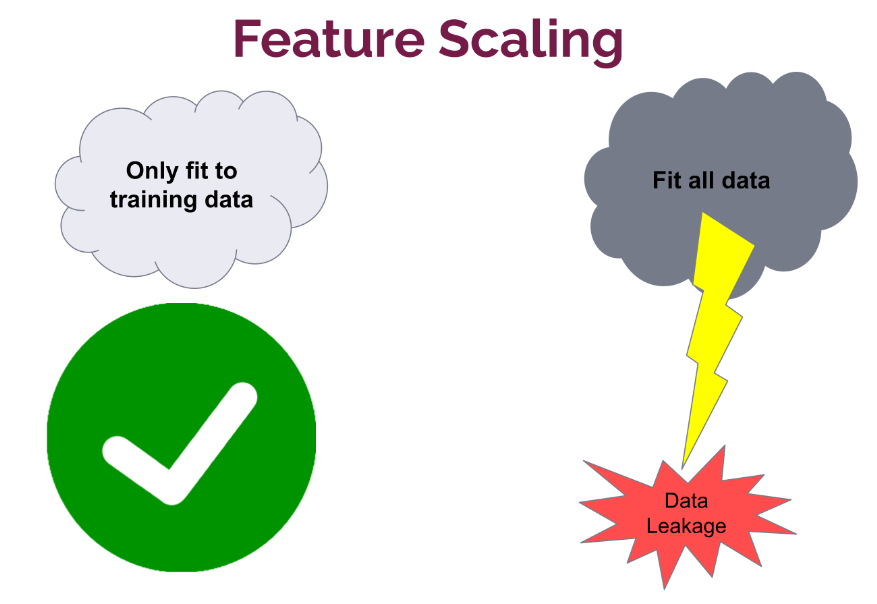 Feature Scaling
Only fit to
training data
Fit all data
Data
Leakage